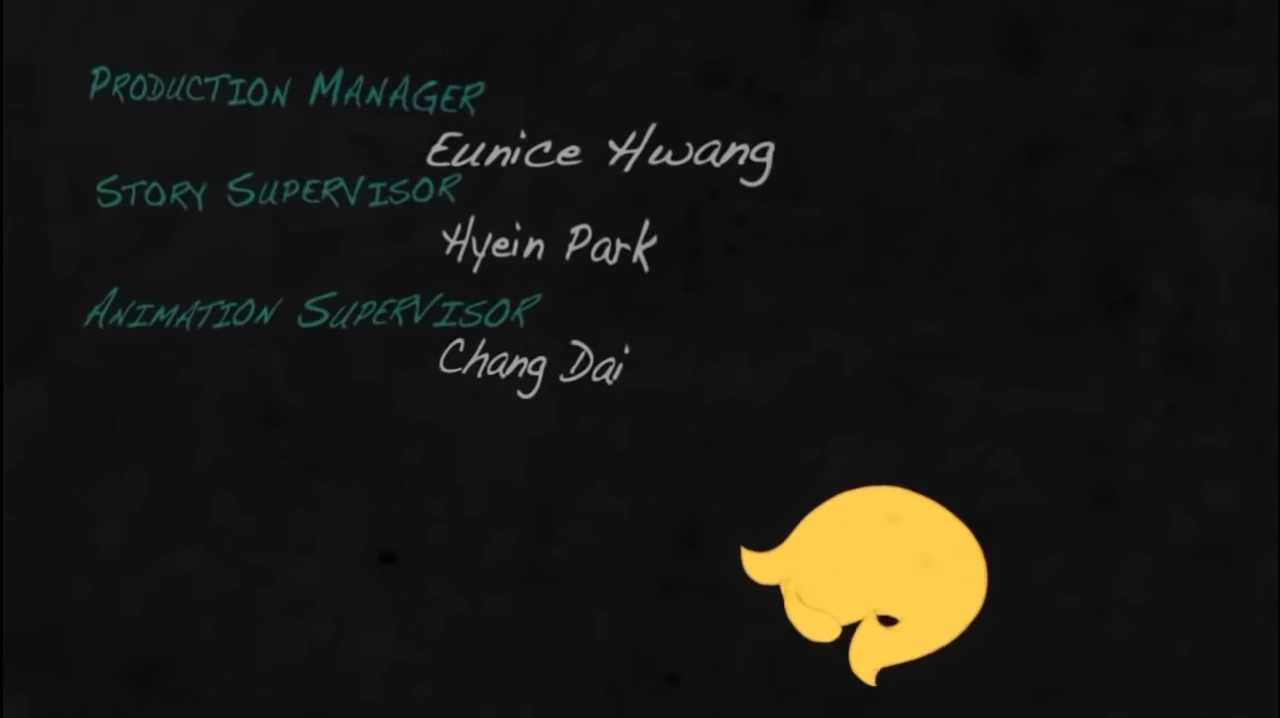 PRODUCTION MANAGER
Eunice Hwang
STORY SUPERVISOR
Hyein Park
ANIMATION SUPERVISOR
Chang Dai